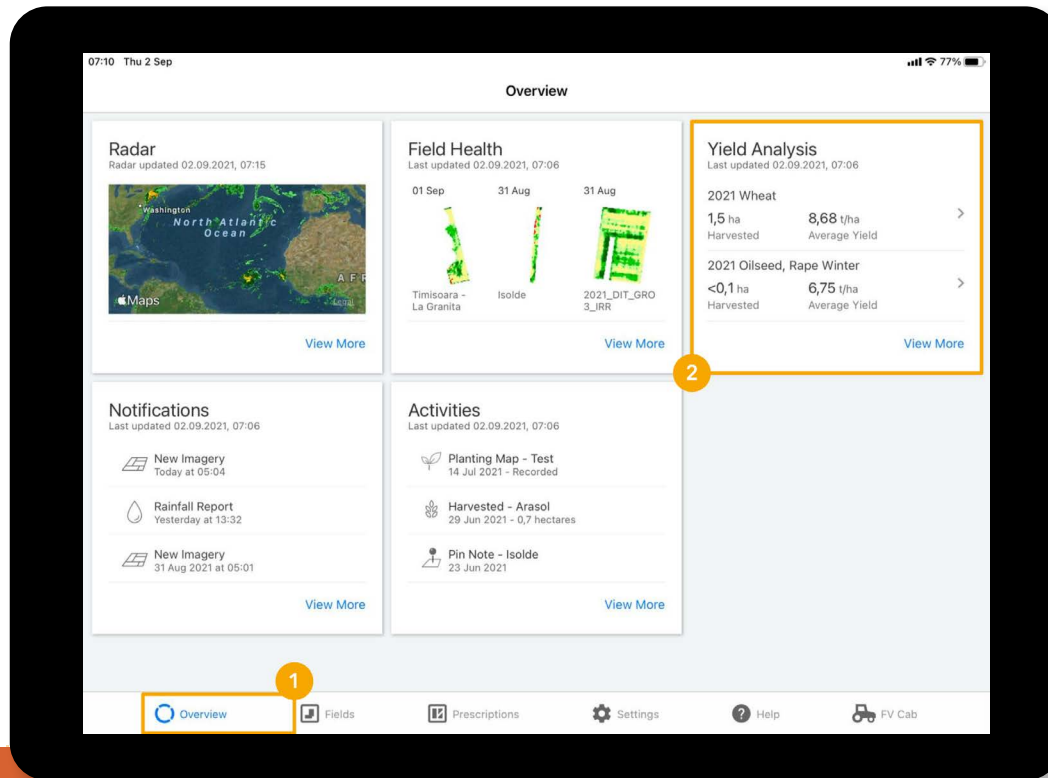 07:10 Thu 2 Sep
77%
Overview
Radar
Radar updated 02.09.2021, 07:15
Washington
North Atlantic
Ocean
A F R
Maps
Legal
View More
Field Health
Last updated 02.09.2021, 07:06
01 Sep 31 Aug 31 Aug
Timisoara - Isolde 2021_DIT_GRO
La Granita 3_IRR
View More
Yield Analysis
Last updated 02.09.2021, 07:06
2021 Wheat
1,5 ha 8,68 t/ha
Harvested Average Yield
2021 Oilseed, Rape Winter
<0,1 ha 6,75 t/ha
Harvested Average Yield
View More
2
Notifications
Last updated 02.09.2021, 07:06
New Imagery
Today at 05:04
Rainfall Report
Yesterday at 13:32
New Imagery
31 Aug 2021 at 05:01
View More
Activities
Last updated 02.09.2021, 07:06
Planting Map - Test
14 Jul 2021 - Recorded
Harvested - Arasol
29 Jun 2021 - 0,7 hectares
Pin Note - Isolde
23 Jun 2021
View More
1
Overview Fields Prescriptions Settings Help FV Cab